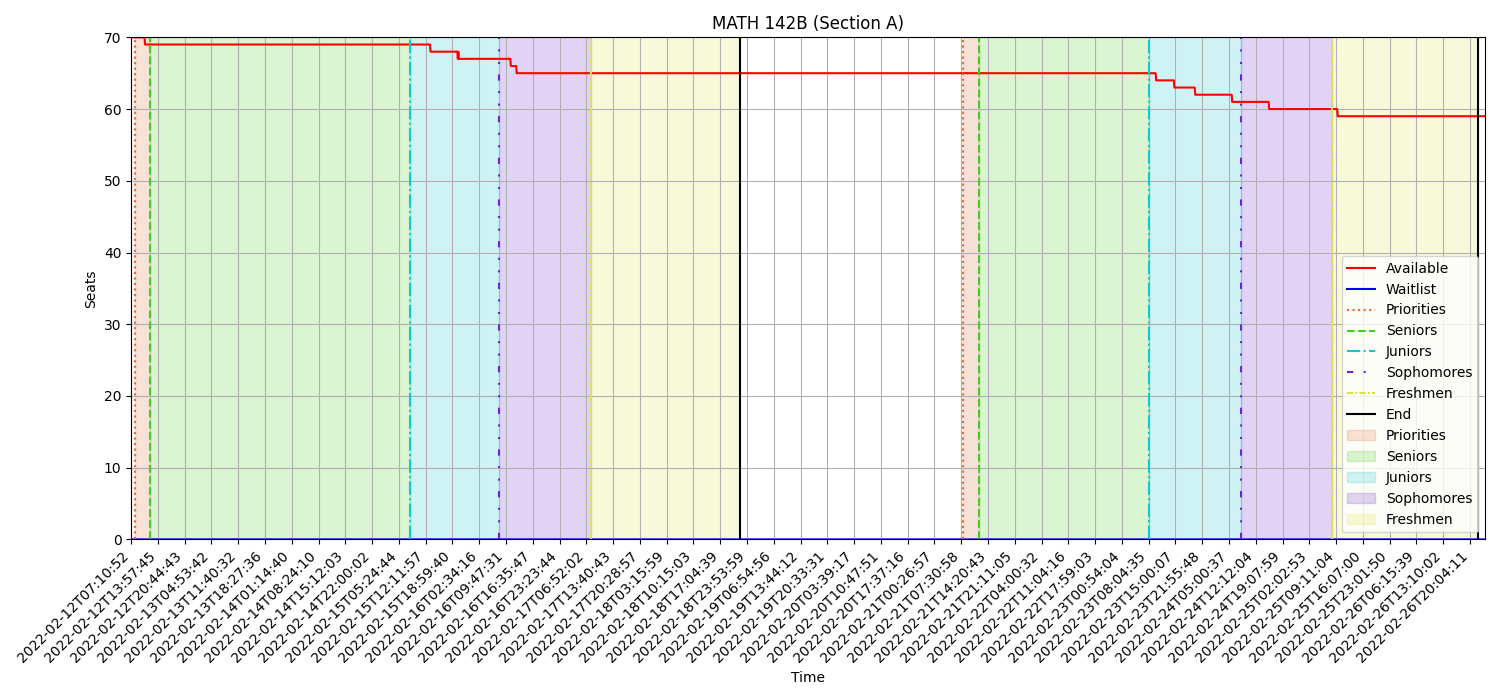 MATH 142B (Section A)
Seats
70
60
50
40
30
20
10
0
Available
Waitlist
Priorities
Seniors
Juniors
Sophomores
Freshmen
End
Priorities
Seniors
Juniors
Sophomores
Freshmen
2022-02-12T07:10:52
2022-02-12T13:57:45
2022-02-12T20:44:43
2022-02-13T04:53:42
2022-02-13T11:40:32
2022-02-13T18:27:36
2022-02-14T01:14:40
2022-02-14T08:24:10
2022-02-14T15:12:03
2022-02-14T22:00:02
2022-02-15T05:24:44
2022-02-15T12:11:57
2022-02-15T18:59:40
2022-02-16T02:34:16
2022-02-16T09:47:31
2022-02-16T16:35:47
2022-02-16T23:23:44
2022-02-17T06:52:02
2022-02-17T13:40:43
2022-02-17T20:28:57
2022-02-18T03:15:59
2022-02-18T10:15:03
2022-02-18T17:04:39
2022-02-18T23:53:59
2022-02-19T06:54:56
2022-02-19T13:44:12
2022-02-19T20:33:31
2022-02-20T03:39:17
2022-02-20T10:47:51
2022-02-20T17:37:16
2022-02-21T00:26:57
2022-02-21T07:30:58
2022-02-21T14:20:43
2022-02-21T21:11:05
2022-02-22T04:00:32
2022-02-22T11:04:16
2022-02-22T17:59:03
2022-02-23T00:54:04
2022-02-23T08:04:35
2022-02-23T15:00:07
2022-02-23T21:55:48
2022-02-24T05:00:37
2022-02-24T12:12:04
2022-02-24T19:07:59
2022-02-25T02:02:53
2022-02-25T09:11:04
2022-02-25T16:07:00
2022-02-25T23:01:50
2022-02-26T06:15:39
2022-02-26T13:10:02
2022-02-26T20:04:11
Time